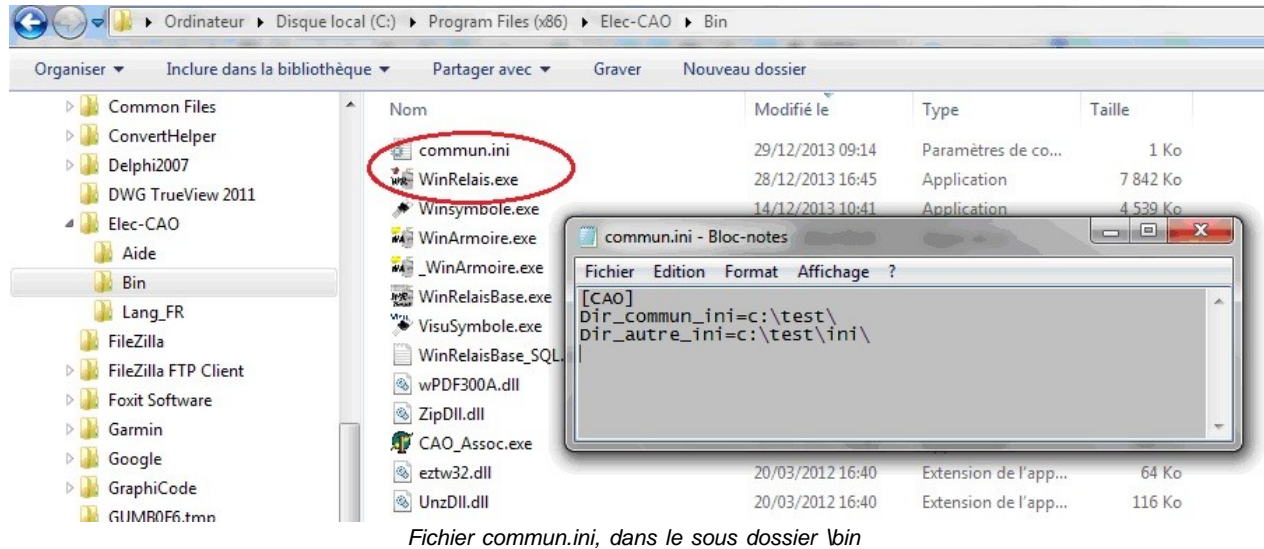 Ordinateur Disque local (C:) Program Files (x86) Elec-CAO Bin
Organiser Inclure dans la bibliothèque Partager avec Graver Nouveau dossier
Common Files
ConvertHelper
Delphi2007
DWG TrueView 2011
Elec-CAO
Aide
Bin
Lang_FR
FileZilla
FileZilla FTP Client
Foxit Software
Garmin
Google
GraphiCode
GUMB0F6.tmp
Nom Modifié le Type Taille
commun.ini 29/12/2013 09:14 Paramètres de co... 1 Ko
WinRelais.exe 28/12/2013 16:45 Application 7 842 Ko
Winsymbole.exe 14/12/2013 10:41 Application 4 539 Ko
WinArmoire.exe
_WinArmoire.exe
WinRelaisBase.exe
VisuSymbole.exe
WinRelaisBase_SQL.
wPDF300A.dll
ZipDll.dll
CAO_Assoc.exe
eztw32.dll 20/03/2012 16:40 Extension de l'app... 64 Ko
UnzDll.dll 20/03/2012 16:40 Extension de l'app... 116 Ko
commun.ini - Bloc-notes
Fichier Edition Format Affichage ?
[CAO]
Dir_commun_ini=c:\test\
Dir_autre_ini=c:\test\ini\
Fichier commun.ini, dans le sous dossier \bin